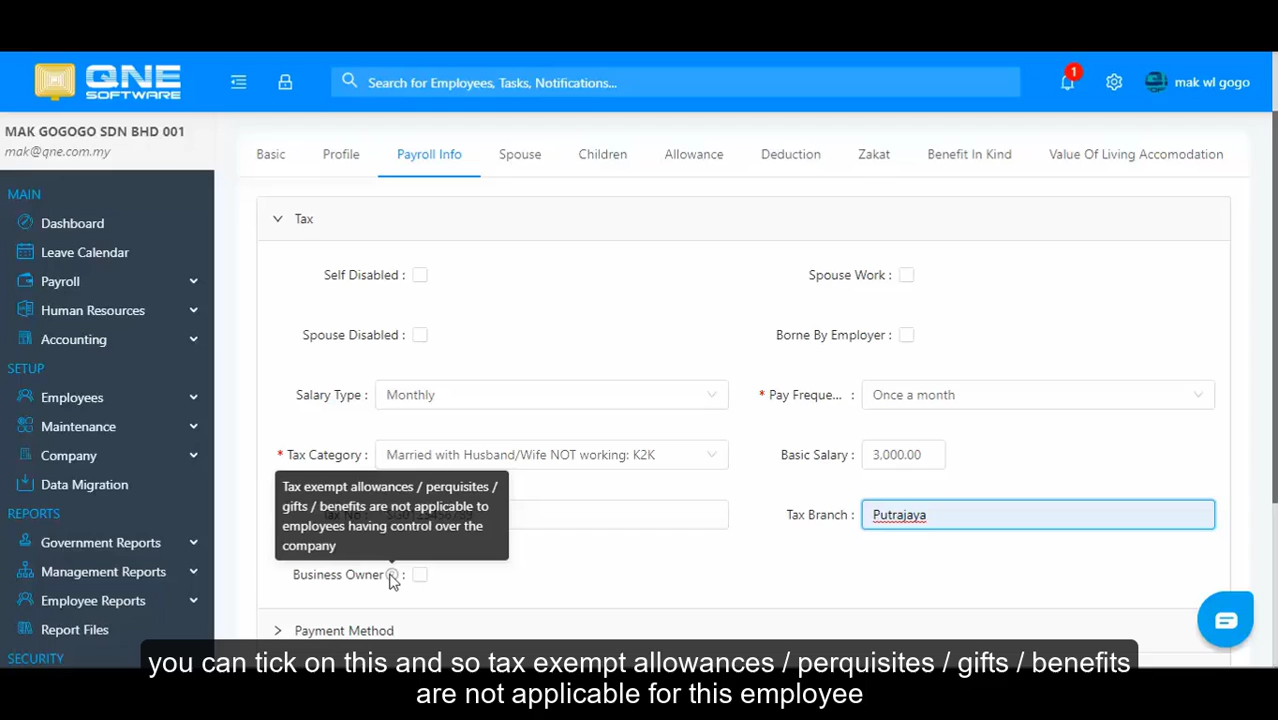 QNE
SOFTWARE
Search for Employees, Tasks, Notifications...
1
mak wl gogo
MAK GOGOGO SDN BHD 001
mak@qne.com.my
MAIN
Dashboard
Leave Calendar
Payroll
Human Resources
Accounting
SETUP
Employees
Maintenance
Company
Data Migration
REPORTS
Government Reports
Management Reports
Employee Reports
Report Files
SECURITY
Basic
Profile
Payroll Info
Spouse
Children
Allowance
Deduction
Zakat
Benefit In Kind
Value Of Living Accomodation
Tax
Self Disabled :
Spouse Work :
Spouse Disabled :
Borne By Employer :
Salary Type : Monthly
* Pay Freque... : Once a month
* Tax Category : Married with Husband/Wife NOT working: K2K
Basic Salary : 3,000.00
Tax exempt allowances / perquisites /
gifts / benefits are not applicable to
employees having control over the
company
Tax Branch : Putrajaya
Business Owner :
Payment Method
you can tick on this and so tax exempt allowances / perquisites / gifts / benefits
are not applicable for this employee